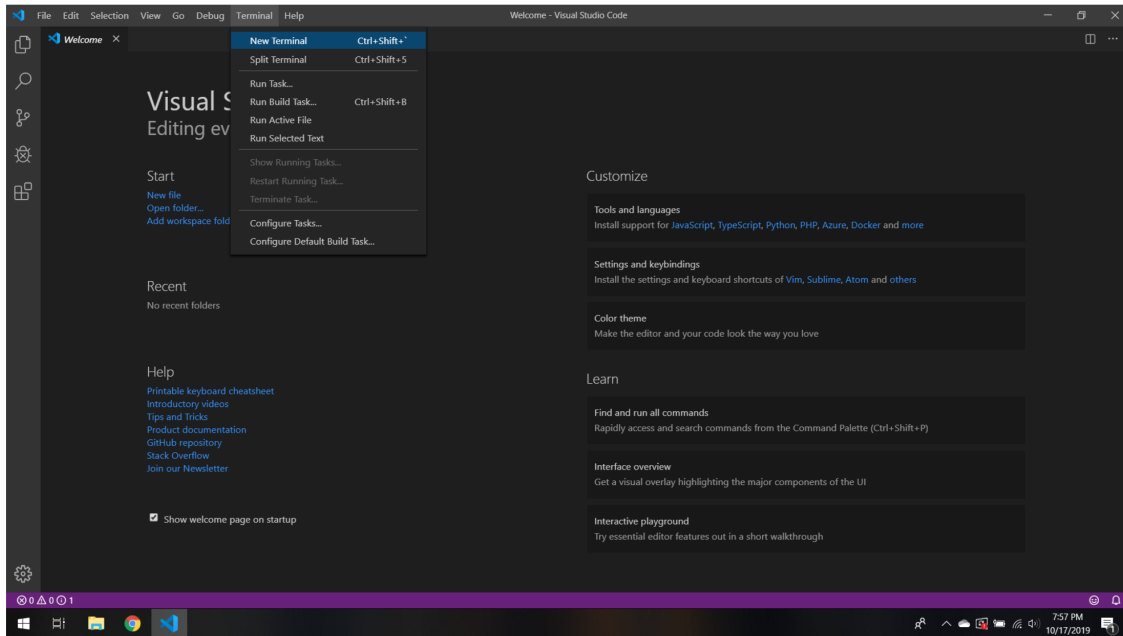 File Edit Selection View Go Debug Terminal Help
Welcome - Visual Studio Code
Welcome
New Terminal Ctrl+Shift+`
Split Terminal Ctrl+Shift+5
Run Task...
Run Build Task... Ctrl+Shift+B
Run Active File
Run Selected Text
Show Running Tasks...
Restart Running Task...
Terminate Task...
Configure Tasks...
Configure Default Build Task...
Visual S
Editing ev
Start
New file
Open folder...
Add workspace fold
Recent
No recent folders
Help
Printable keyboard cheatsheet
Introductory videos
Tips and Tricks
Product documentation
GitHub repository
Stack Overflow
Join our Newsletter
Show welcome page on startup
Customize
Tools and languages
Install support for JavaScript, TypeScript, Python, PHP, Azure, Docker and more
Settings and keybindings
Install the settings and keyboard shortcuts of Vim, Sublime, Atom and others
Color theme
Make the editor and your code look the way you love
Learn
Find and run all commands
Rapidly access and search commands from the Command Palette (Ctrl+Shift+P)
Interface overview
Get a visual overlay highlighting the major components of the UI
Interactive playground
Try essential editor features out in a short walkthrough
0 0 1
7:57 PM
10/17/2019
1